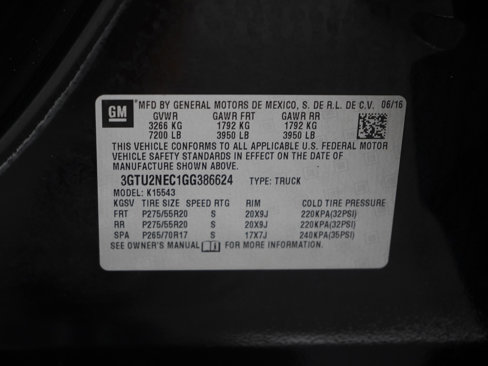 GM MFD BY GENERAL MOTORS DE MEXICO, S. DE R.L. DE C.V. 06/16
GVWR GAWR FRT GAWR RR
3266 KG 1792 KG 1792 KG
7200 LB 3950 LB 3950 LB
THIS VEHICLE CONFORMS TO ALL APPLICABLE U.S. FEDERAL MOTOR
VEHICLE SAFETY STANDARDS IN EFFECT ON THE DATE OF
MANUFACTURE SHOWN ABOVE.
3GTU2NEC1GG386624 TYPE: TRUCK
MODEL: K15543
KGSV TIRE SIZE SPEED RTG RIM COLD TIRE PRESSURE
FRT P275/55R20 S 20X9J 220KPA(32PSI)
RR P275/55R20 S 20X9J 220KPA(32PSI)
SPA P265/70R17 S 17X7J 240KPA(35PSI)
SEE OWNER'S MANUAL FOR MORE INFORMATION.